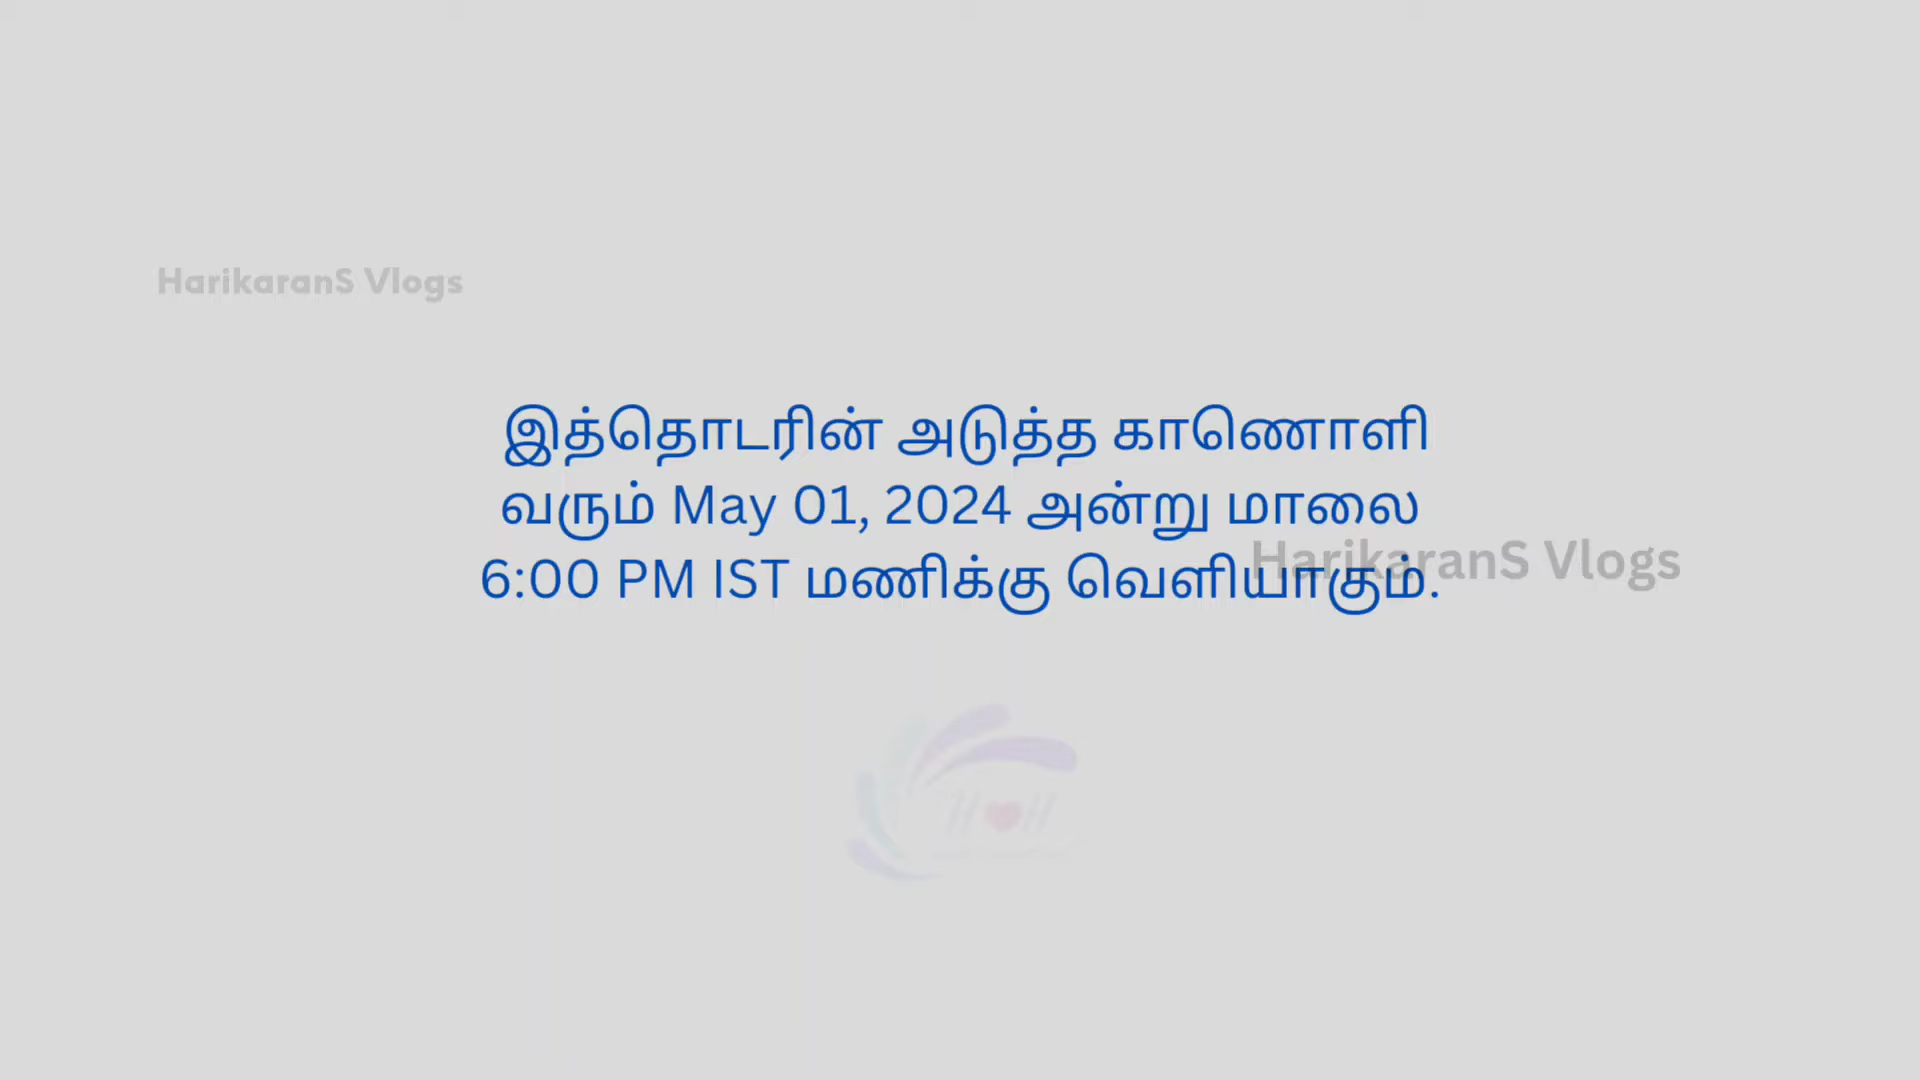 HarikaranS Vlogs
இத்தொடரின் அடுத்த காணொளி
வரும் May 01, 2024 அன்று மாலை
6:00 PM IST மணிக்கு வெளியாகும்.
HarikaranS Vlogs
H H